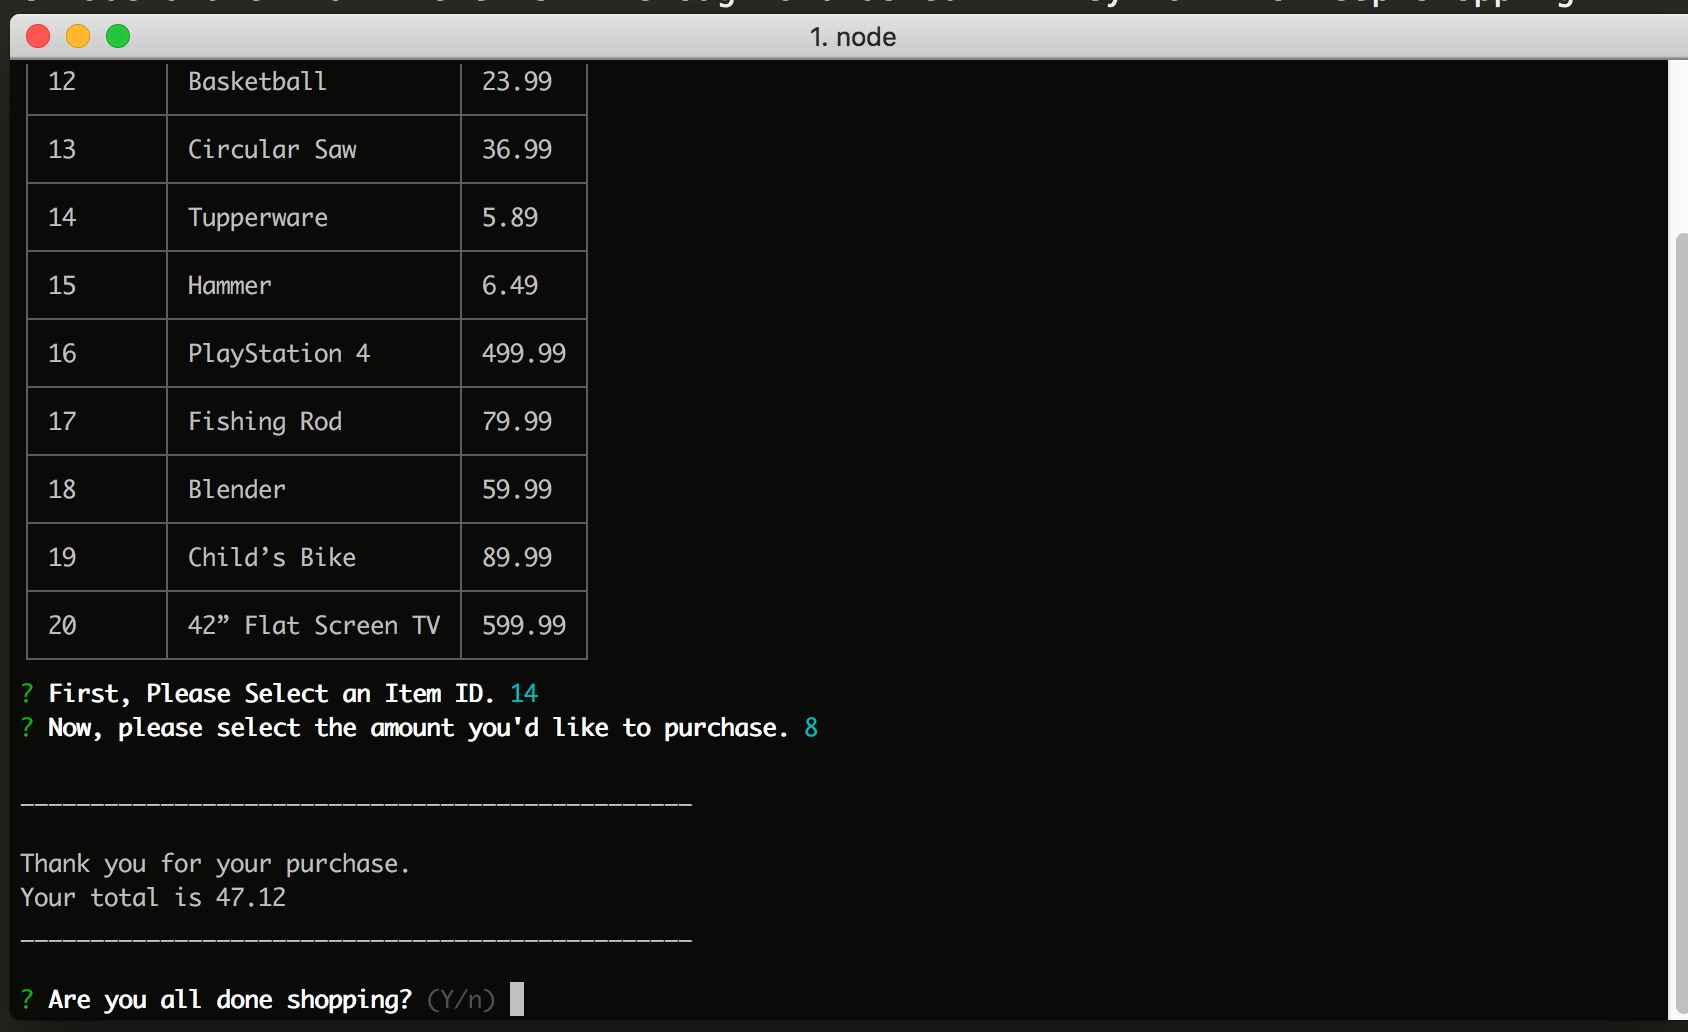 1. node
12 Basketball 23.99
13 Circular Saw 36.99
14 Tupperware 5.89
15 Hammer 6.49
16 PlayStation 4 499.99
17 Fishing Rod 79.99
18 Blender 59.99
19 Child’s Bike 89.99
20 42” Flat Screen TV 599.99
? First, Please Select an Item ID. 14
? Now, please select the amount you'd like to purchase. 8
________________________________________________
Thank you for your purchase.
Your total is 47.12
________________________________________________
? Are you all done shopping? (Y/n)